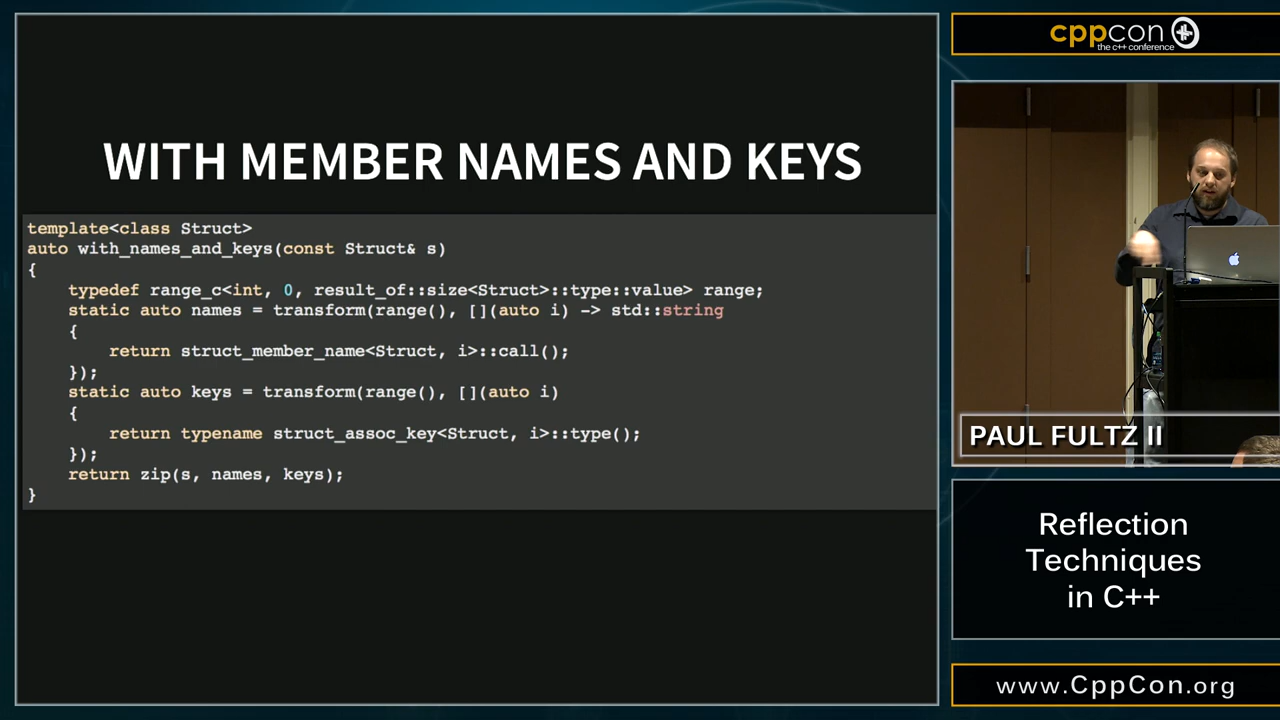 WITH MEMBER NAMES AND KEYS
template<class Struct>
auto with_names_and_keys(const Struct& s)
{
    typedef range_c<int, 0, result_of::size<Struct>::type::value> range;
    static auto names = transform(range(), [](auto i) -> std::string
    {
        return struct_member_name<Struct, i>::call();
    });
    static auto keys = transform(range(), [](auto i)
    {
        return typename struct_assoc_key<Struct, i>::type();
    });
    return zip(s, names, keys);
}
cppcon
the c++ conference
PAUL FULTZ II
Reflection
Techniques
in C++
www.CppCon.org